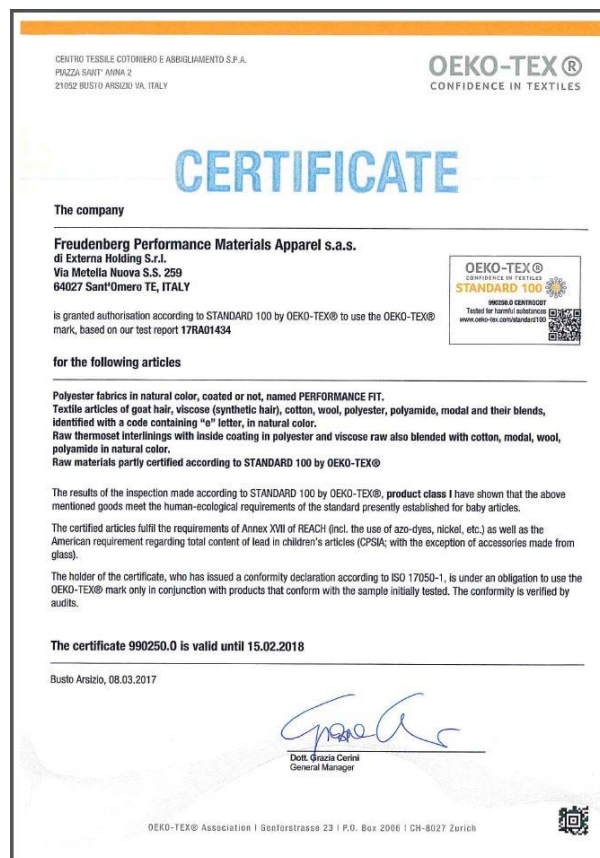 CENTRO TESSILE COTONIERO E ABBIGLIAMENTO S.P.A.
PIAZZA SANT' ANNA 2
21052 BUSTO ARSIZIO VA, ITALY
OEKO-TEX®
CONFIDENCE IN TEXTILES
CERTIFICATE
The company
Freudenberg Performance Materials Apparel s.a.s.
di Externa Holding S.r.l.
Via Metella Nuova S.S. 259
64027 Sant'Omero TE, ITALY
OEKO-TEX®
CONFIDENCE IN TEXTILES
STANDARD 100
990250.O CENTROCOT
Tested for harmful substances
www.oeko-tex.com/standard100
is granted authorisation according to STANDARD 100 by OEKO-TEX® to use the OEKO-TEX®
mark, based on our test report 17RA01434
for the following articles
Polyester fabrics in natural color, coated or not, named PERFORMANCE FIT.
Textile articles of goat hair, viscose (synthetic hair), cotton, wool, polyester, polyamide, modal and their blends,
identified with a code containing "e" letter, in natural color.
Raw thermoset interlinings with inside coating in polyester and viscose raw also blended with cotton, modal, wool,
polyamide in natural color.
Raw materials partly certified according to STANDARD 100 by OEKO-TEX®
The results of the inspection made according to STANDARD 100 by OEKO-TEX®, product class I have shown that the above
mentioned goods meet the human-ecological requirements of the standard presently established for baby articles.
The certified articles fulfil the requirements of Annex XVII of REACH (incl. the use of azo-dyes, nickel, etc.) as well as the
American requirement regarding total content of lead in children's articles (CPSIA; with the exception of accessories made from
glass).
The holder of the certificate, who has issued a conformity declaration according to ISO 17050-1, is under an obligation to use the
OEKO-TEX® mark only in conjunction with products that conform with the sample initially tested. The conformity is verified by
audits.
The certificate 990250.O is valid until 15.02.2018
Busto Arsizio, 08.03.2017
Dott. Grazia Cerini
General Manager
OEKO-TEX® Association | Genferstrasse 23 | P.O. Box 2006 | CH-8027 Zurich